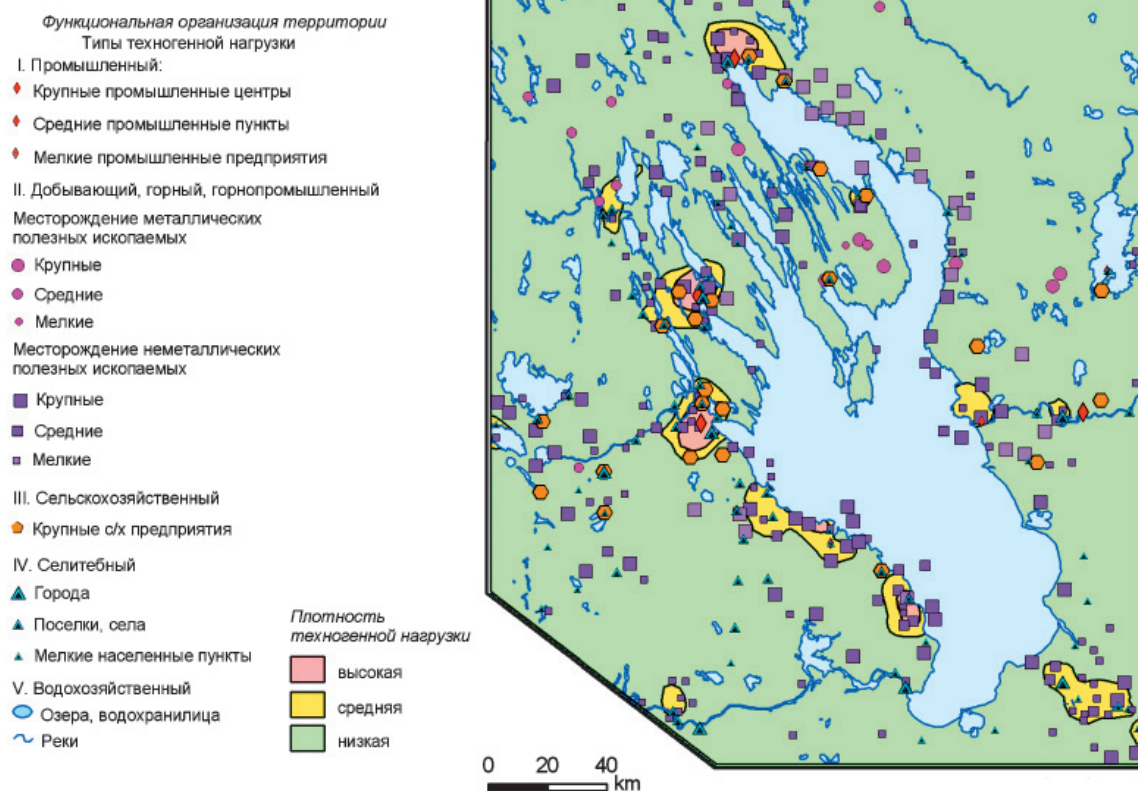 Функциональная организация территории
Типы техногенной нагрузки
I. Промышленный:
Крупные промышленные центры
Средние промышленные пункты
Мелкие промышленные предприятия
II. Добывающий, горный, горнопромышленный
Месторождение металлических
полезных ископаемых
Крупные
Средние
Мелкие
Месторождение неметаллических
полезных ископаемых
Крупные
Средние
Мелкие
III. Сельскохозяйственный
Крупные с/х предприятия
IV. Селитебный
Города
Поселки, села
Мелкие населенные пункты
V. Водохозяйственный
Озера, водохранилица
Реки
Плотность
техногенной нагрузки
высокая
средняя
низкая
0 20 40
km